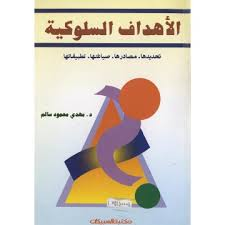 الأهداف السلوكية
تحديدها، مصادرها، صياغتها، تطبيقاتها
د. مهدي محمود سالم
مكتبة العبيكان